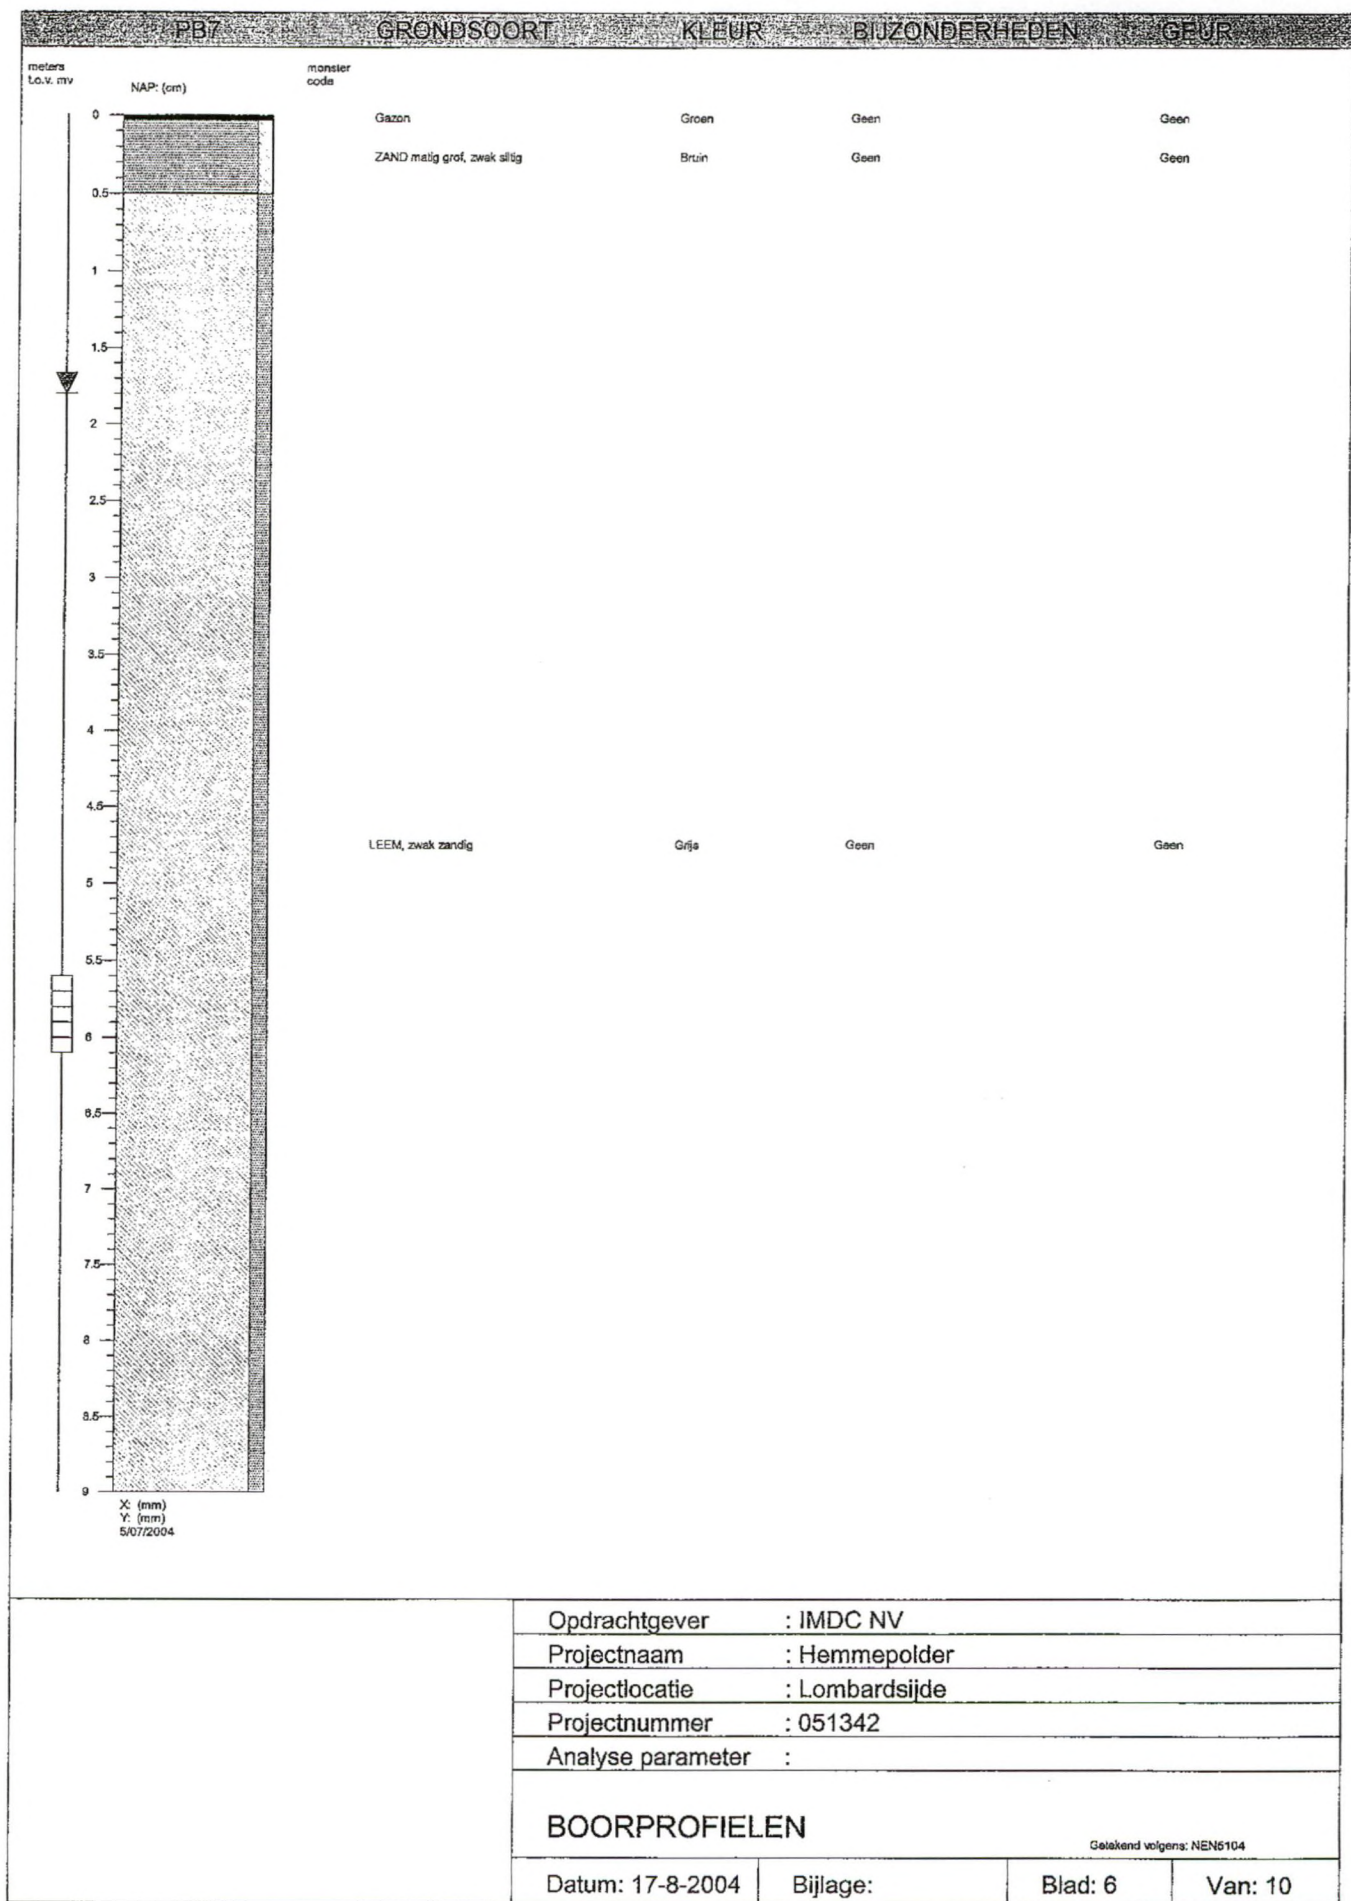 PB7 GRONDSOORT KLEUR BIJZONDERHEDEN GEUR
meters
t.o.v. mv
NAP: (cm)
monster
code
0 Gazon Groen Geen Geen
ZAND matig grof, zwak siltig Bruin Geen Geen
0.5
1
1.5
2
2.5
3
3.5
4
4.5
LEEM, zwak zandig Grijs Geen Geen
5
5.5
6
6.5
7
7.5
8
8.5
9
X: (mm)
Y: (mm)
5/07/2004
Opdrachtgever : IMDC NV
Projectnaam : Hemmepolder
Projectlocatie : Lombardsijde
Projectnummer : 051342
Analyse parameter :
BOORPROFIELEN
Getekend volgens: NEN5104
Datum: 17-8-2004 Bijlage: Blad: 6 Van: 10